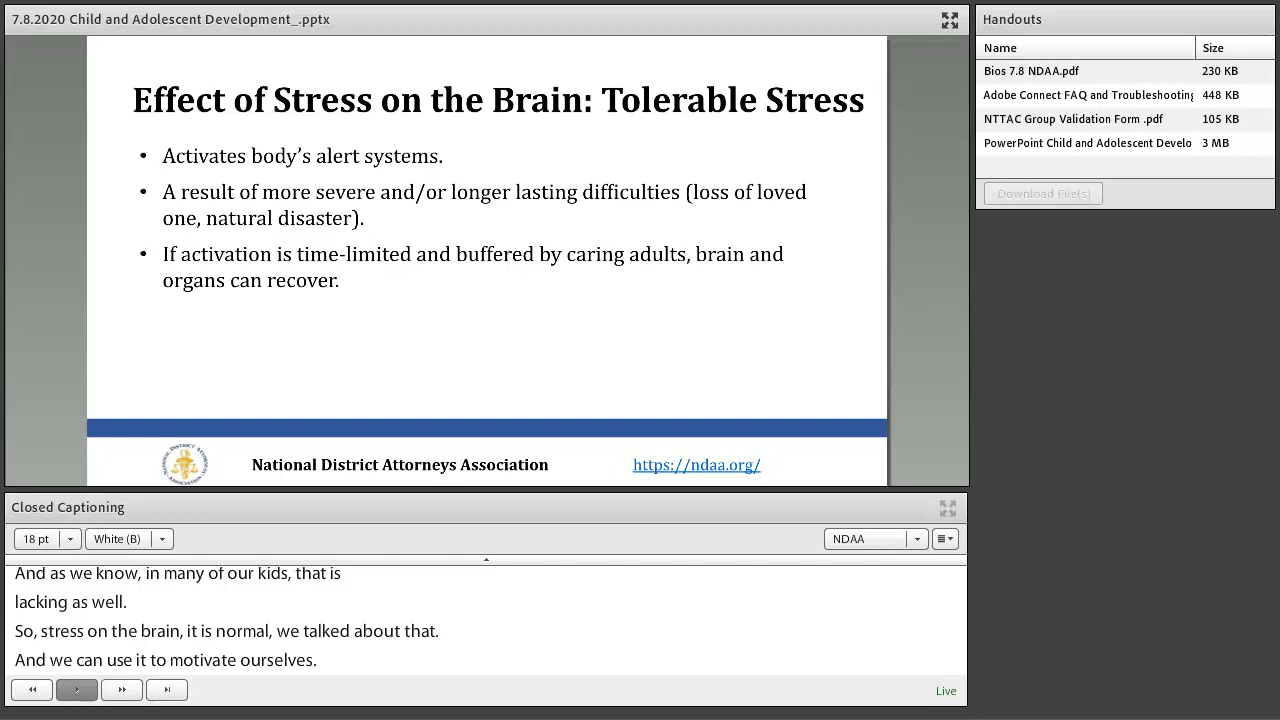 7.8.2020 Child and Adolescent Development_.pptx
Effect of Stress on the Brain: Tolerable Stress
• Activates body’s alert systems.
• A result of more severe and/or longer lasting difficulties (loss of loved
one, natural disaster).
• If activation is time-limited and buffered by caring adults, brain and
organs can recover.
NATIONAL DISTRICT ATTORNEYS ASSOCIATION
National District Attorneys Association
https://ndaa.org/
Handouts
Name Size
Bios 7.8 NDAA.pdf 230 KB
Adobe Connect FAQ and Troubleshooting 448 KB
NTTAC Group Validation Form .pdf 105 KB
PowerPoint Child and Adolescent Develo 3 MB
Download File(s)
Closed Captioning
18 pt White (B) NDAA
And as we know, in many of our kids, that is
lacking as well.
So, stress on the brain, it is normal, we talked about that.
And we can use it to motivate ourselves.
Live